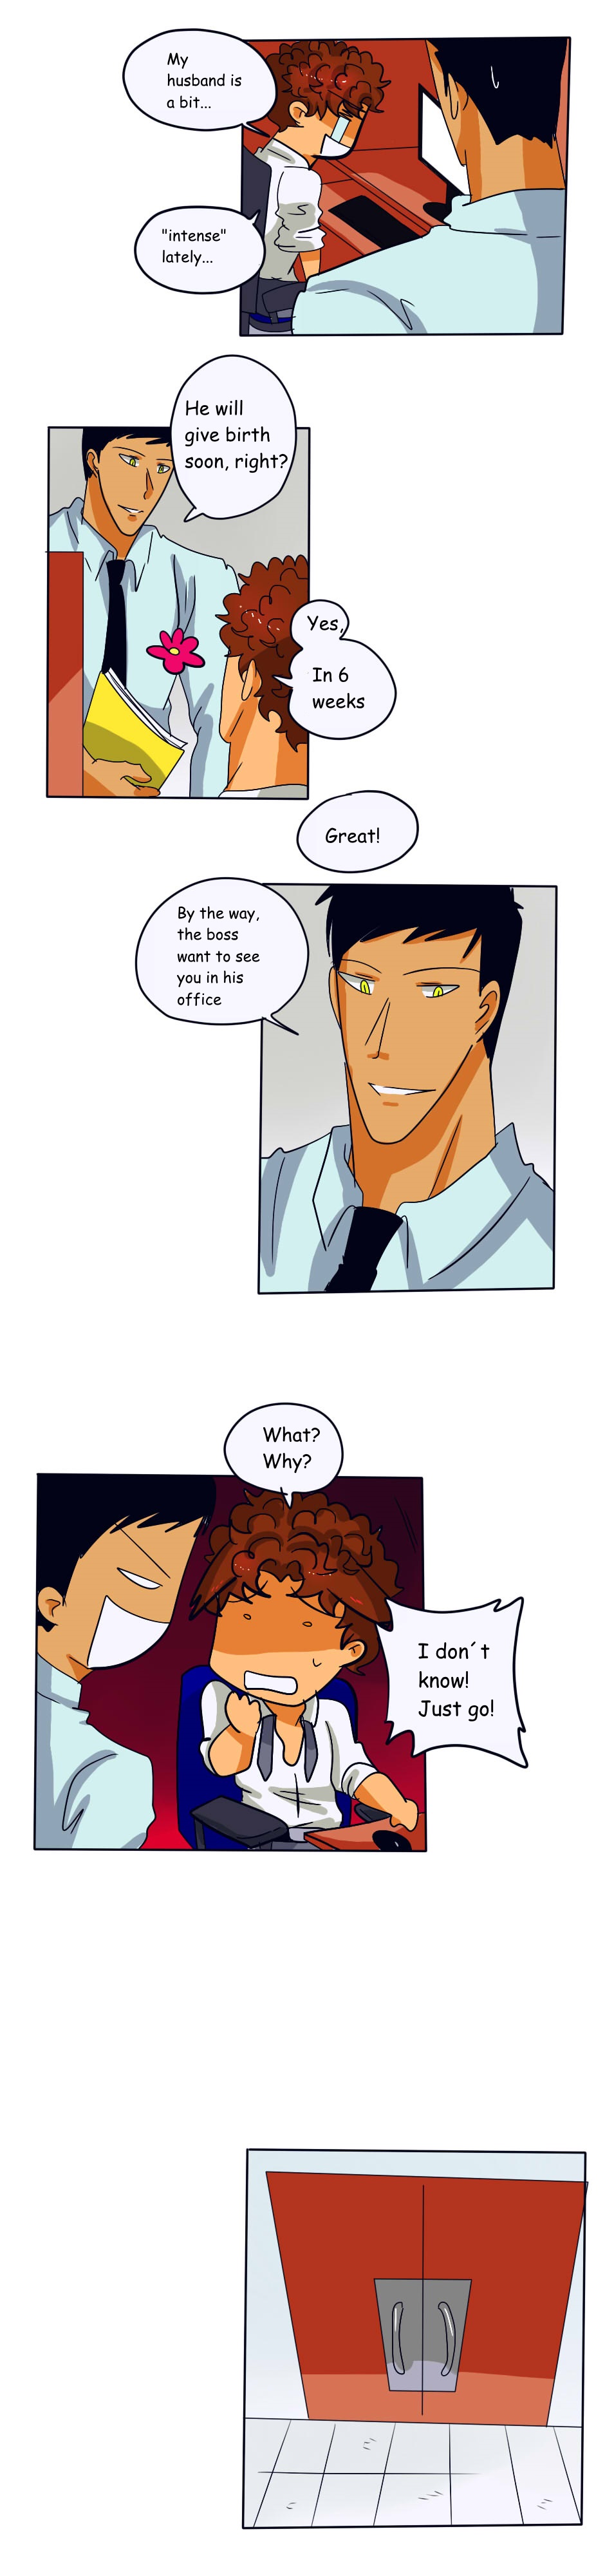 My
husband is
a bit...
"intense"
lately...
He will
give birth
soon, right?
Yes,
In 6
weeks
Great!
By the way,
the boss
want to see
you in his
office
What?
Why?
I don´t
know!
Just go!